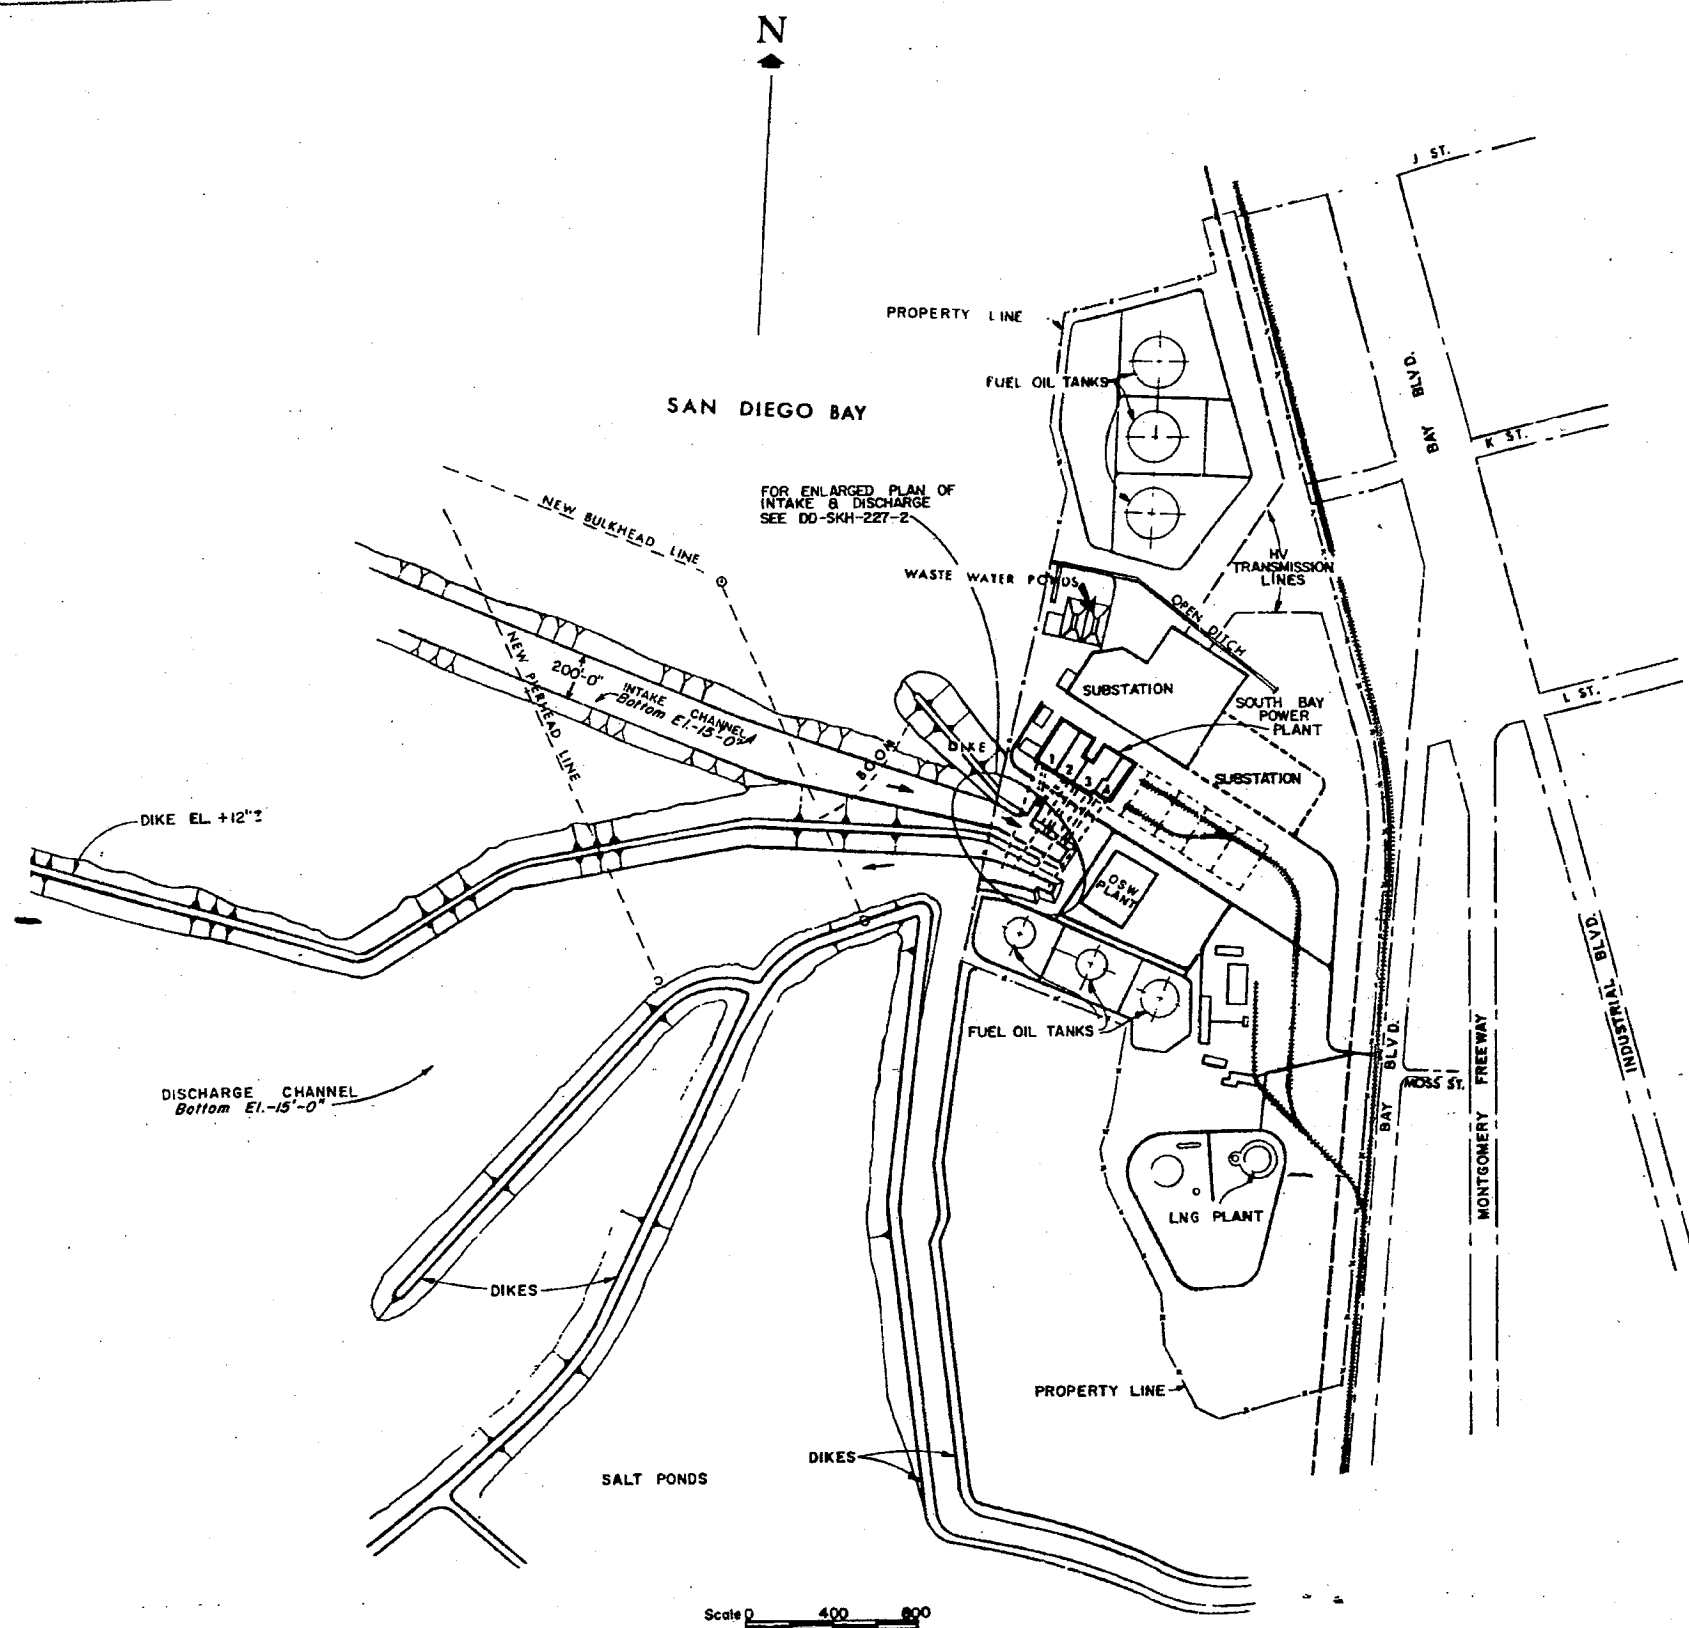 N
J ST.
PROPERTY LINE
BAY BLVD.
FUEL OIL TANKS
SAN DIEGO BAY
K ST.
FOR ENLARGED PLAN OF
INTAKE & DISCHARGE
SEE DD-SKH-227-2
NEW BULKHEAD LINE
HV
TRANSMISSION
LINES
WASTE WATER PONDS
OPEN DITCH
NEW PIERHEAD LINE
200'-0"
INTAKE CHANNEL
Bottom El.-15-0"
SUBSTATION
L ST.
SOUTH BAY
POWER
PLANT
DIKE
BOOM
1
2
3
4
SUBSTATION
DIKE EL. +12"±
OSW
PLANT
INDUSTRIAL BLVD.
FUEL OIL TANKS
BAY BLVD.
MOSS ST.
MONTGOMERY FREEWAY
DISCHARGE CHANNEL
Bottom El.-15'-0"
LNG PLANT
DIKES
PROPERTY LINE
DIKES
SALT PONDS
Scale 0 400 800